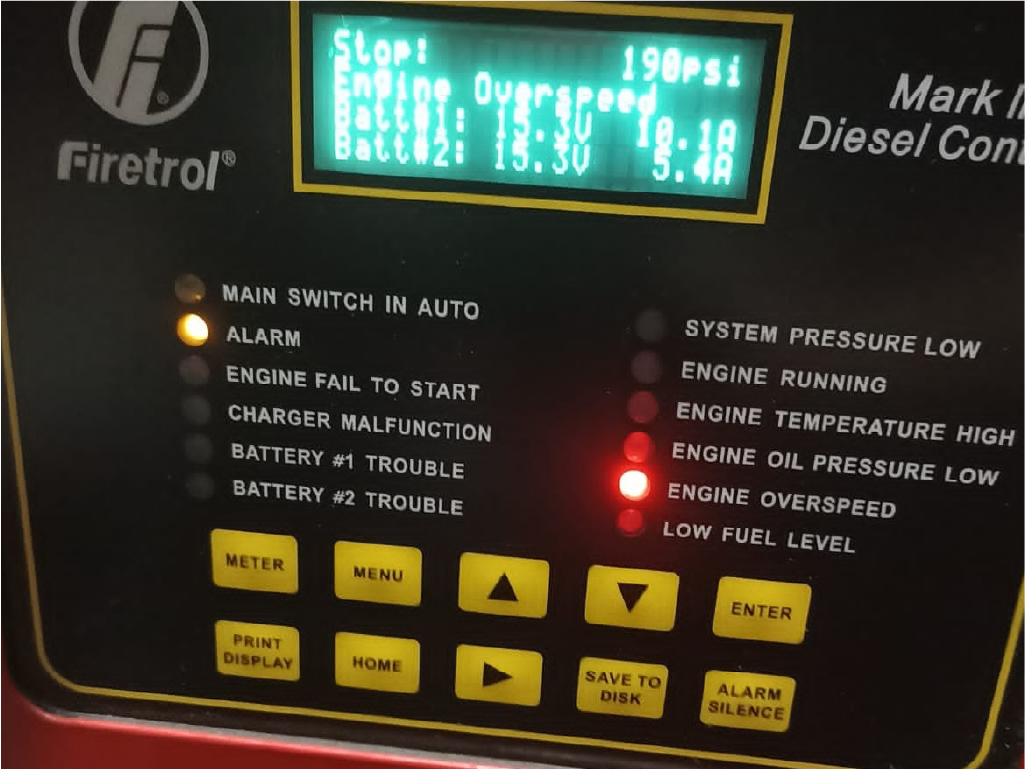 Stop: 190psi
Engine Overspeed
Batt#1: 15.3V 10.1A
Batt#2: 15.3V 5.4A
Firetrol®
Mark
Diesel
MAIN SWITCH IN AUTO
ALARM
ENGINE FAIL TO START
CHARGER MALFUNCTION
BATTERY #1 TROUBLE
BATTERY #2 TROUBLE
SYSTEM PRESSURE LOW
ENGINE RUNNING
ENGINE TEMPERATURE HIGH
ENGINE OIL PRESSURE LOW
ENGINE OVERSPEED
LOW FUEL LEVEL
METER
MENU
ENTER
PRINT
DISPLAY
HOME
SAVE TO
DISK
ALARM
SILENCE